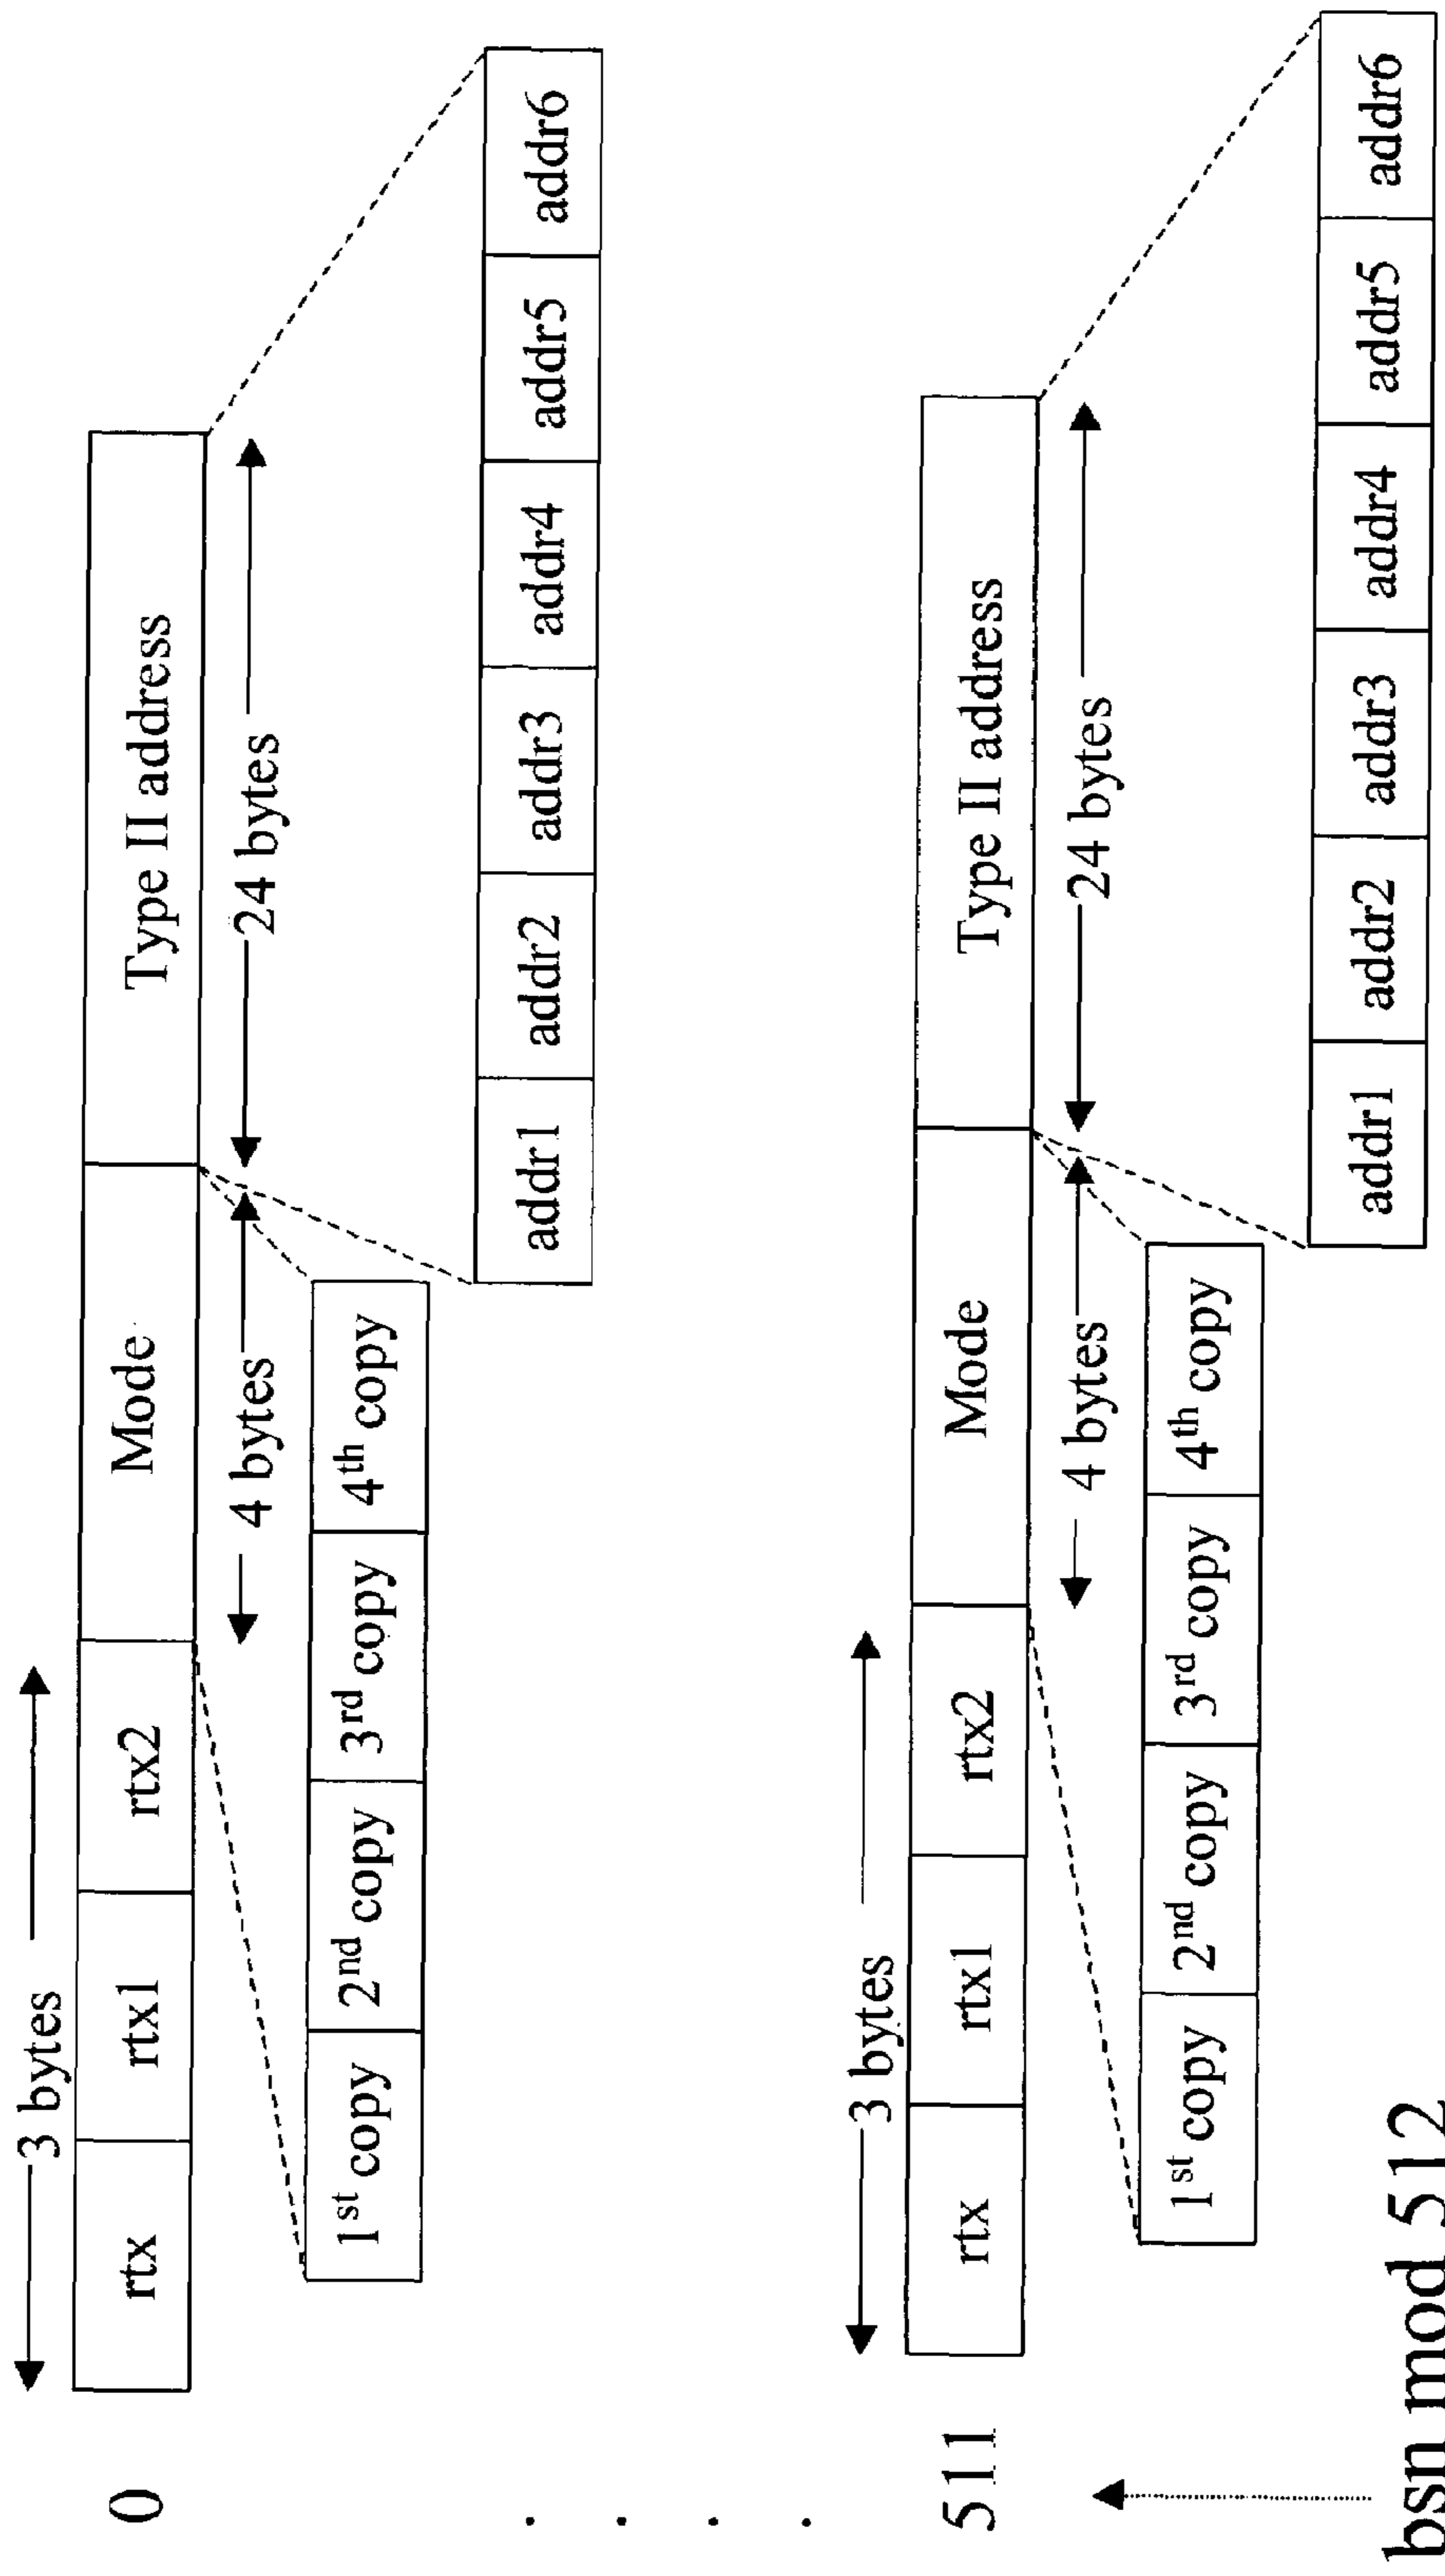 3 bytes
0 rtx rtx1 rtx2 Mode Type II address
4 bytes 24 bytes
1st copy 2nd copy 3rd copy 4th copy
addr1 addr2 addr3 addr4 addr5 addr6
. . . .
3 bytes
511 rtx rtx1 rtx2 Mode Type II address
4 bytes 24 bytes
1st copy 2nd copy 3rd copy 4th copy
addr1 addr2 addr3 addr4 addr5 addr6
bsn mod 512